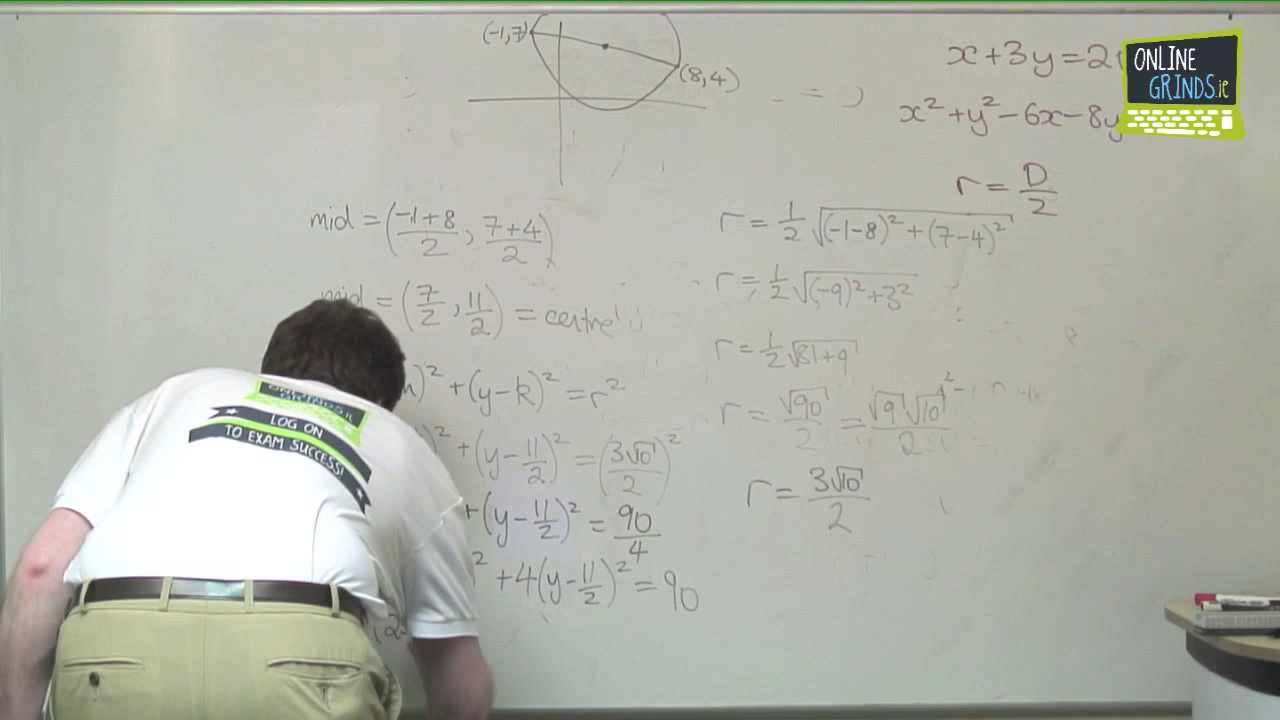 (-1,7)
(8,4)
= 0
x+3y=2
x²+y²-6x-8y
ONLINE
GRINDS.ie
r = D/2
mid = ((-1+8)/2, (7+4)/2)
mid = (7/2, 11/2) = centre
)² + (y-k)² = r²
)² + (y-11/2)² = (3√10/2)²
+ (y-11/2)² = 90/4
² + 4(y-11/2)² = 90
r = 1/2 √((-1-8)² + (7-4)²)
r = 1/2 √((-9)² + 3²)
r = 1/2 √(81+9)
r = √90/2 = √9√10/2
r = 3√10/2
LOG ON
TO EXAM SUCCESS!